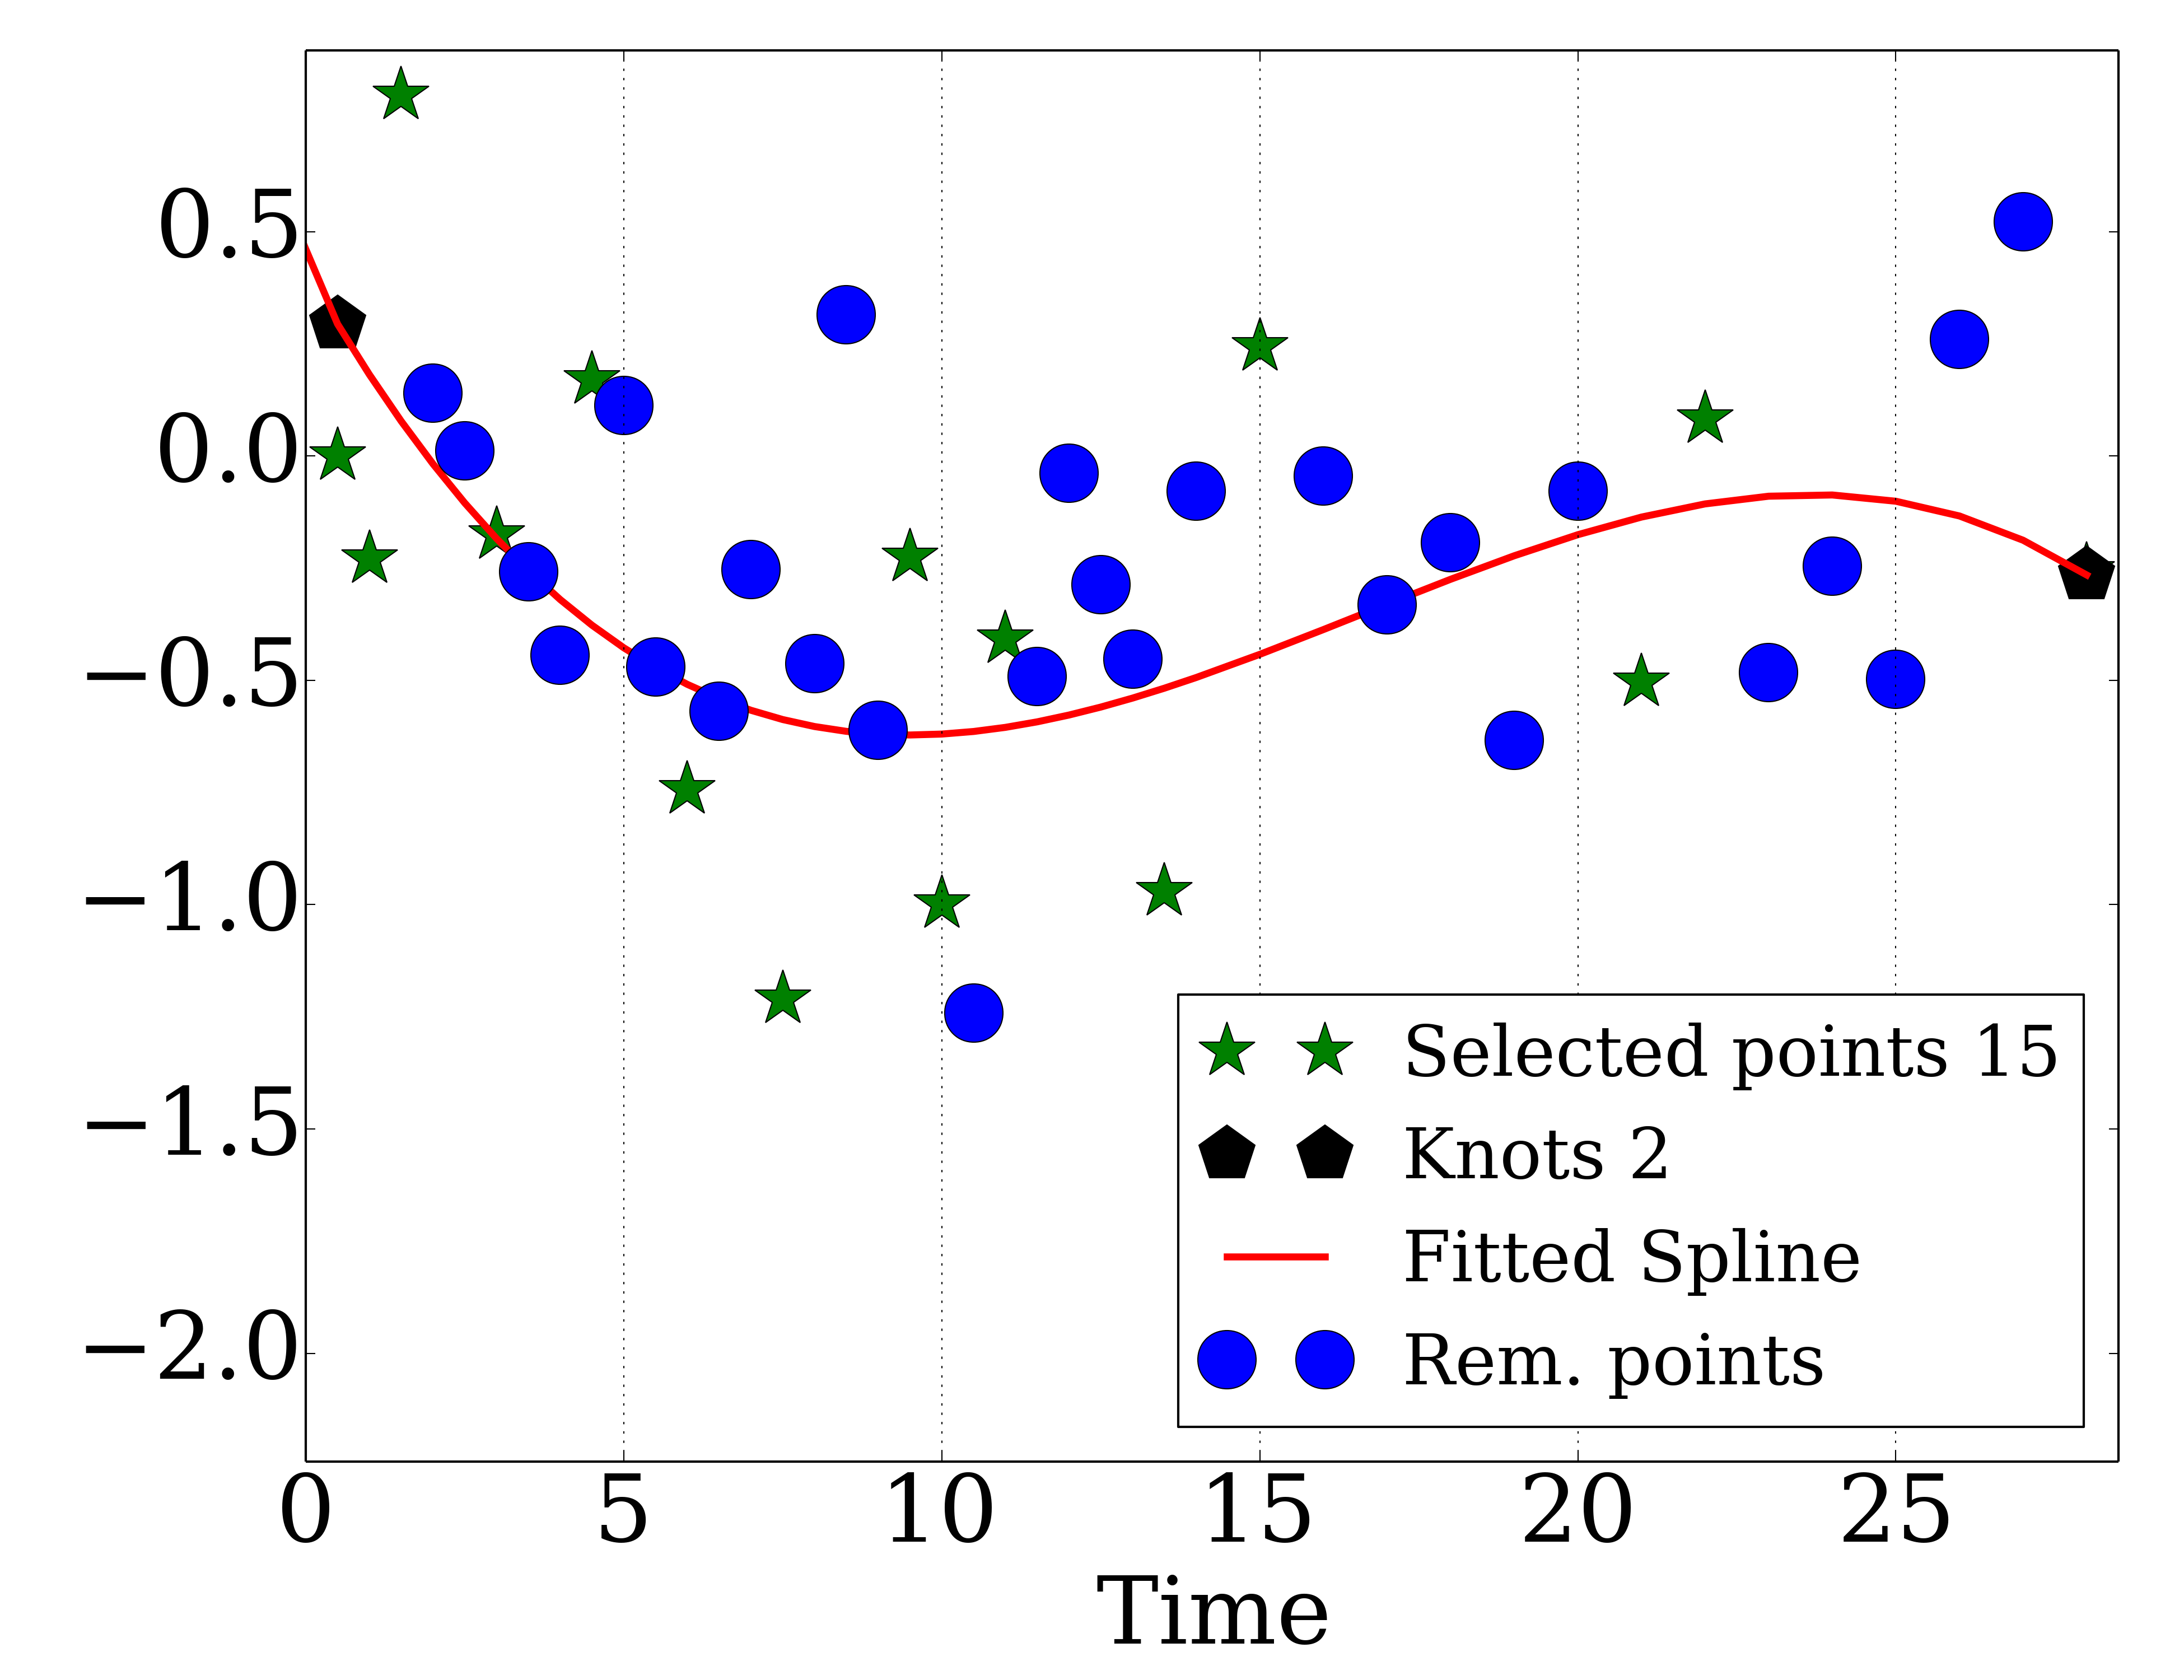 0.5
0.0
−0.5
−1.0
−1.5
−2.0
Selected points 15
Knots 2
Fitted Spline
Rem. points
0 5 10 15 20 25
Time